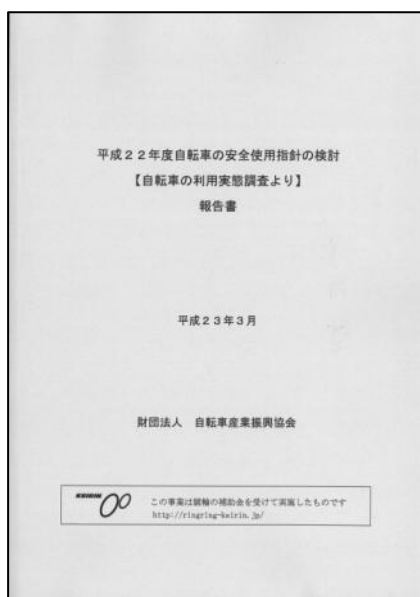 平成２２年度自転車の安全使用指針の検討
【自転車の利用実態調査より】
報告書
平成２３年３月
財団法人　自転車産業振興協会
KEIRIN
この事業は競輪の補助金を受けて実施したものです
http://ringring-keirin.jp/